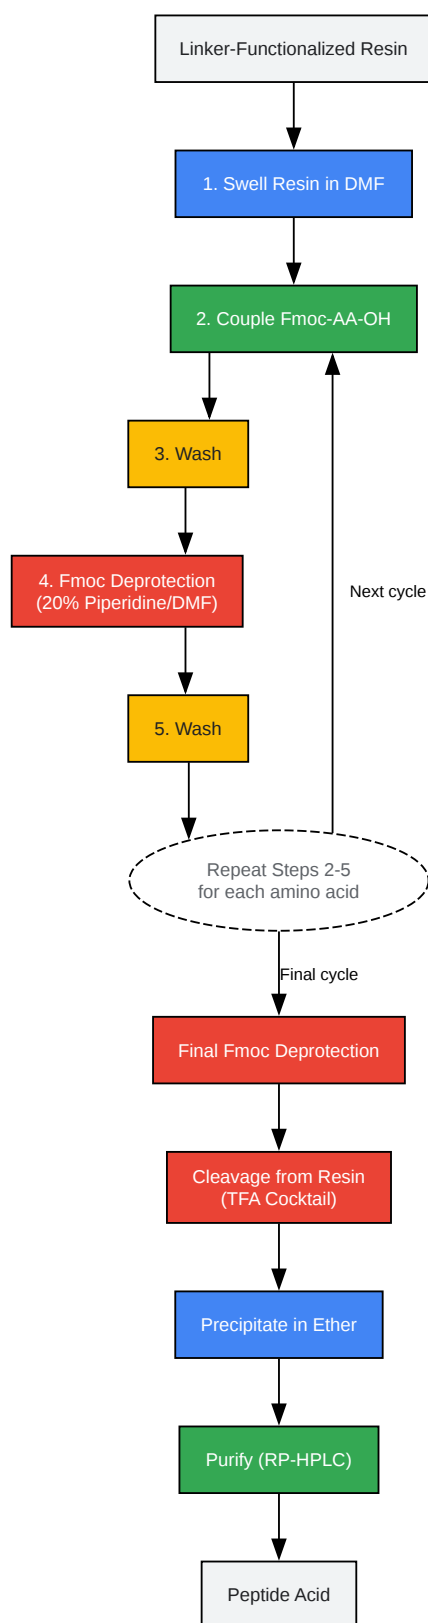 Linker-Functionalized Resin
1. Swell Resin in DMF
2. Couple Fmoc-AA-OH
3. Wash
4. Fmoc Deprotection
(20% Piperidine/DMF)
Next cycle
5. Wash
Repeat Steps 2-5
for each amino acid
Final cycle
Final Fmoc Deprotection
Cleavage from Resin
(TFA Cocktail)
Precipitate in Ether
Purify (RP-HPLC)
Peptide Acid